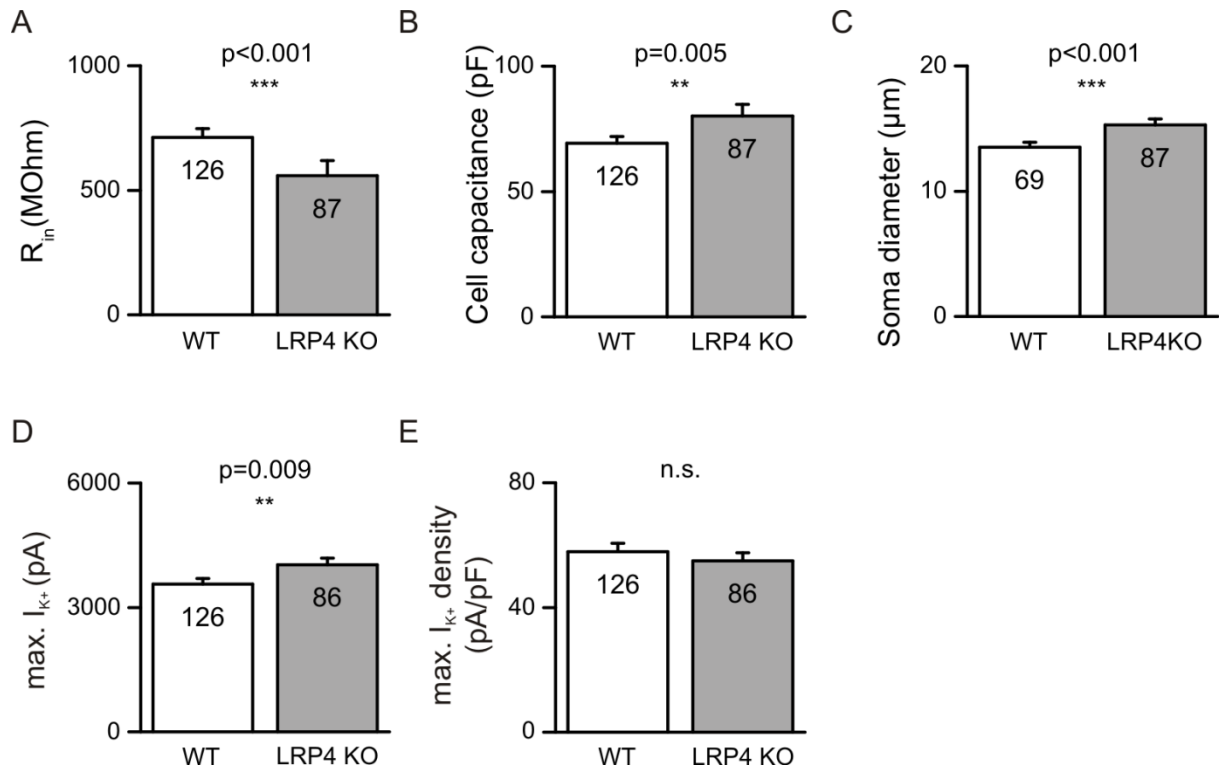 A
p<0.001
***
1000
500
0
R_in (MOhm)
126
87
WT
LRP4 KO
B
p=0.005
**
100
50
0
Cell capacitance (pF)
126
87
WT
LRP4 KO
C
p<0.001
***
20
10
0
Soma diameter (µm)
69
87
WT
LRP4KO
D
p=0.009
**
6000
3000
0
max. I_K+ (pA)
126
86
WT
LRP4 KO
E
n.s.
80
40
0
max. I_K+ density
(pA/pF)
126
86
WT
LRP4 KO